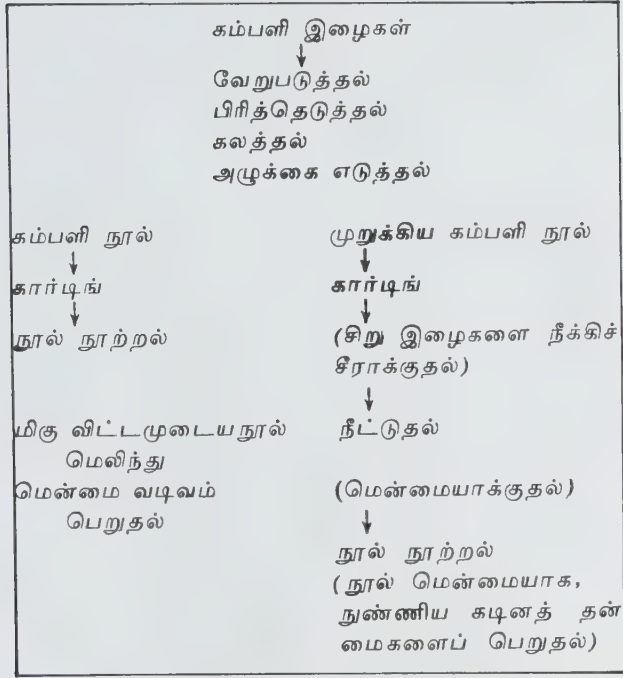 கம்பளி இழைகள்
வேறுபடுத்தல்
பிரித்தெடுத்தல்
கலத்தல்
அழுக்கை எடுத்தல்
கம்பளி நூல்
கார்டிங்
நூல் நூற்றல்
மிகு விட்டமுடையநூல்
மெலிந்து
மென்மை வடிவம்
பெறுதல்
முறுக்கிய கம்பளி நூல்
கார்டிங்
(சிறு இழைகளை நீக்கிச்
சீராக்குதல்)
நீட்டுதல்
(மென்மையாக்குதல்)
நூல் நூற்றல்
(நூல் மென்மையாக,
நுண்ணிய கடினத் தன்
மைகளைப் பெறுதல்)